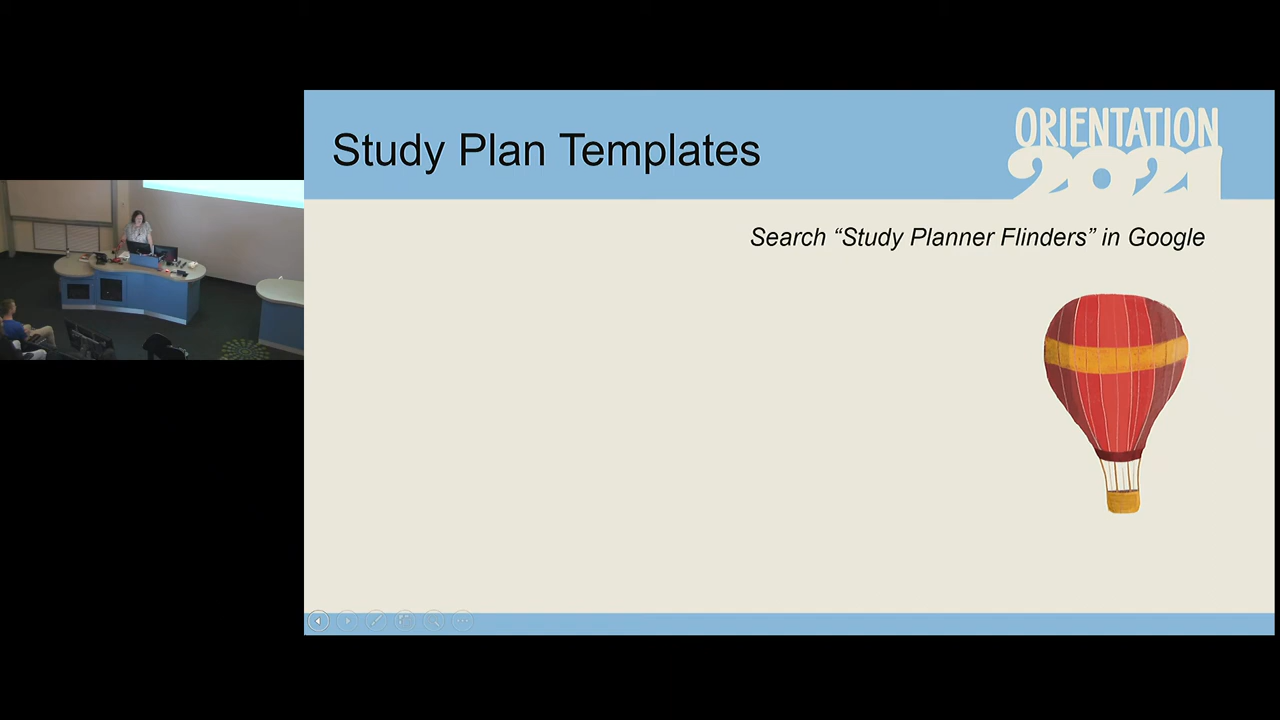 Study Plan Templates
ORIENTATION
2021
Search “Study Planner Flinders” in Google